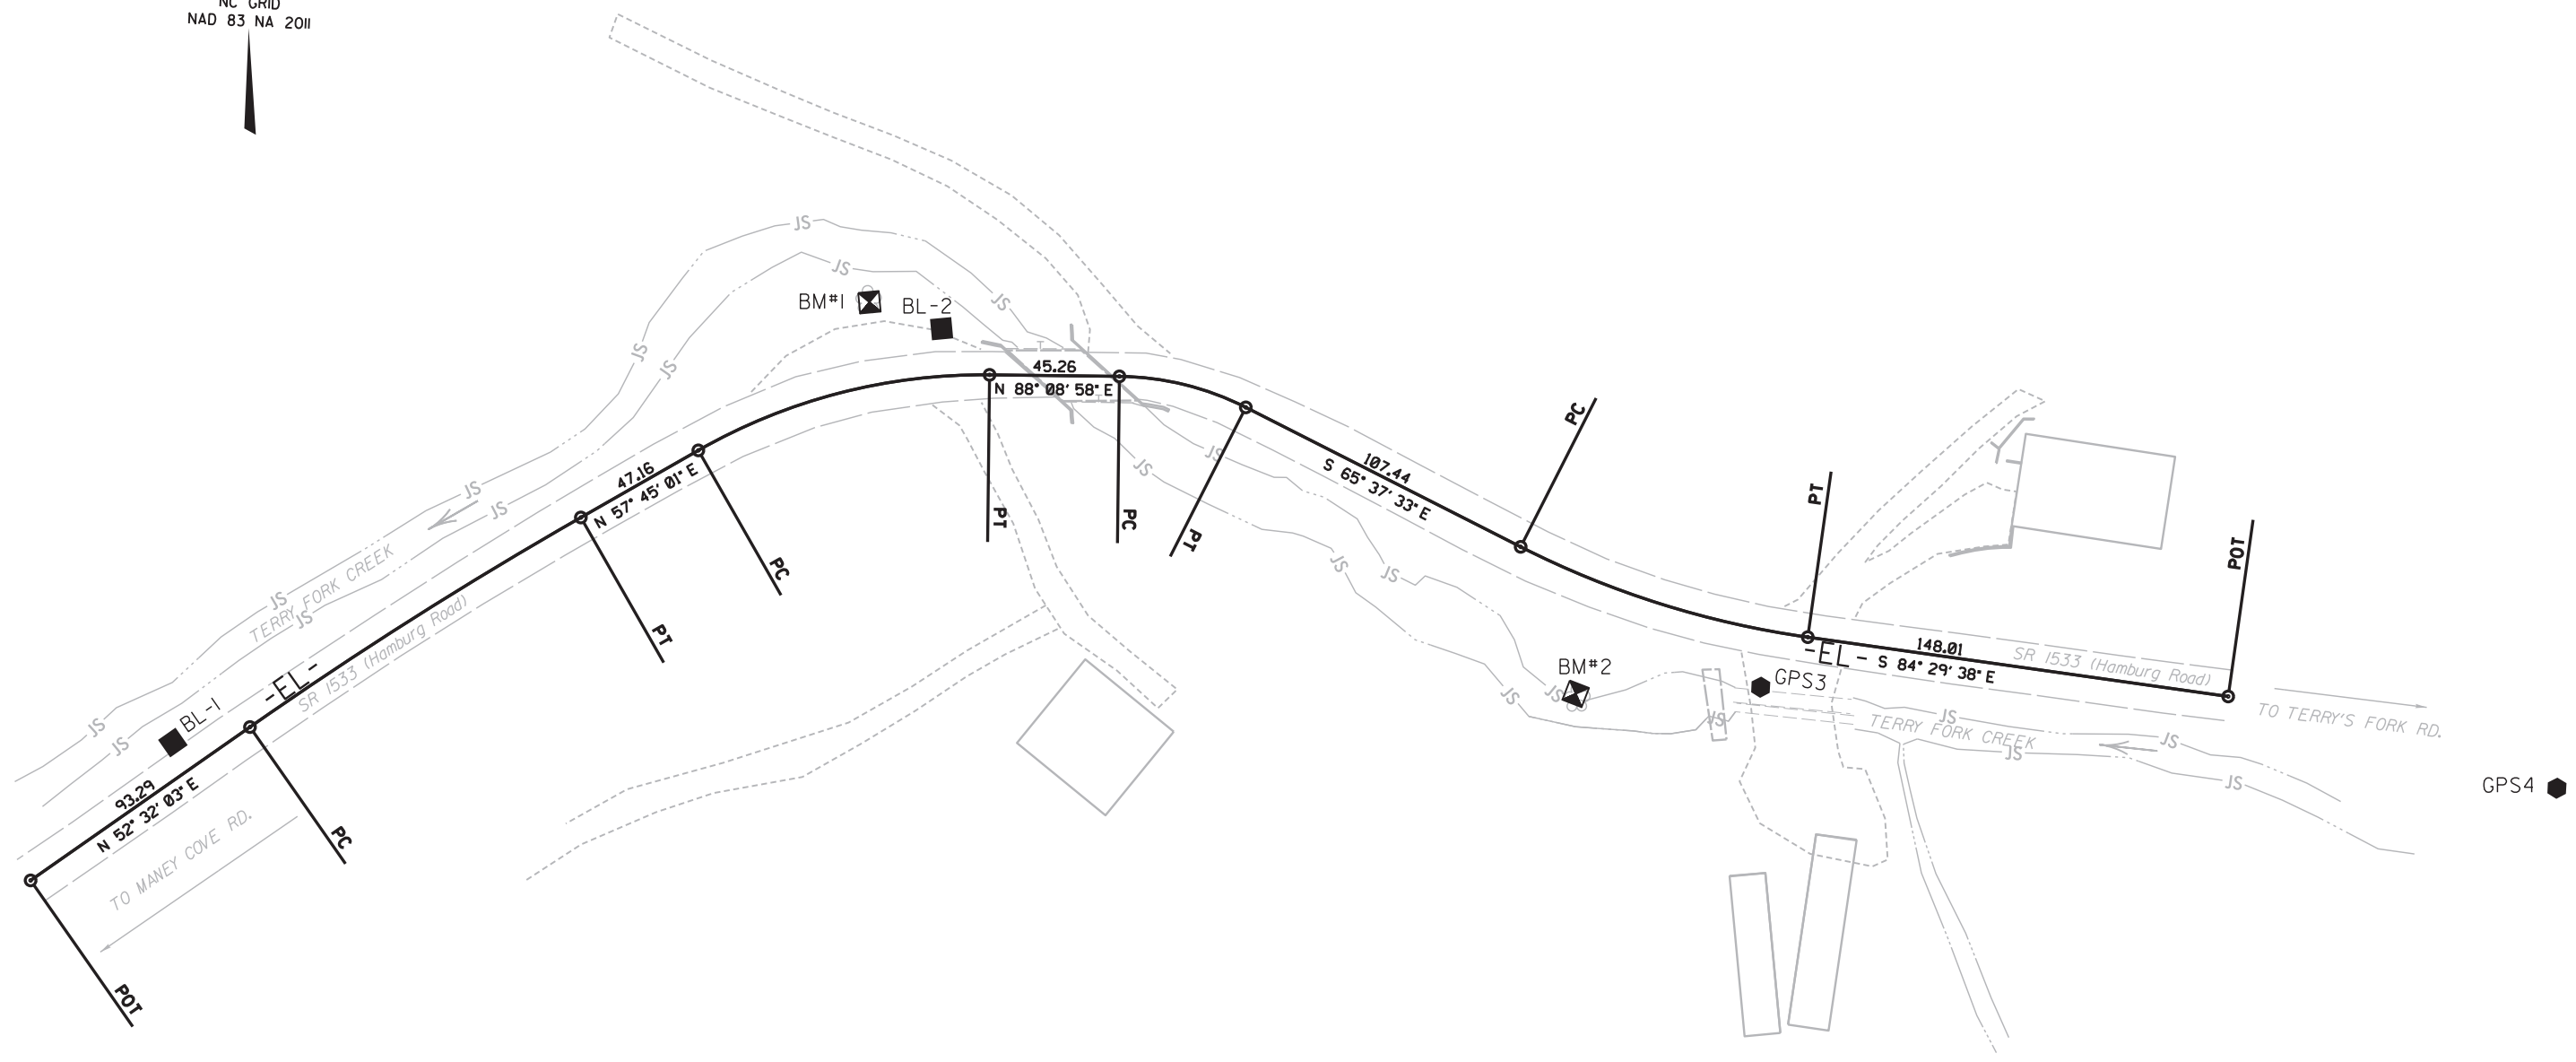 NC GRID
NAD 83 NA 2011
JS
JS
JS
BM#1
BL-2
JS
JS
JS
T
45.26
N 88° 08' 58" E
T
PC
107.44
S 65° 37' 33" E
JS
JS
47.16
N 57° 45' 01" E
JS
JS
PT
PC
PT
PC
PT
PT
POT
JS
JS
TERRY FORK CREEK
JS
JS
SR 1533 (Hamburg Road)
-EL-
BL-1
JS
JS
93.29
N 52° 32' 03" E
PC
TO MANEY COVE RD.
POT
BM#2
JS
JS
GPS3
-EL-
148.01
S 84° 29' 38" E
SR 1533 (Hamburg Road)
JS
TERRY FORK CREEK
JS
JS
JS
JS
TO TERRY'S FORK RD.
GPS4